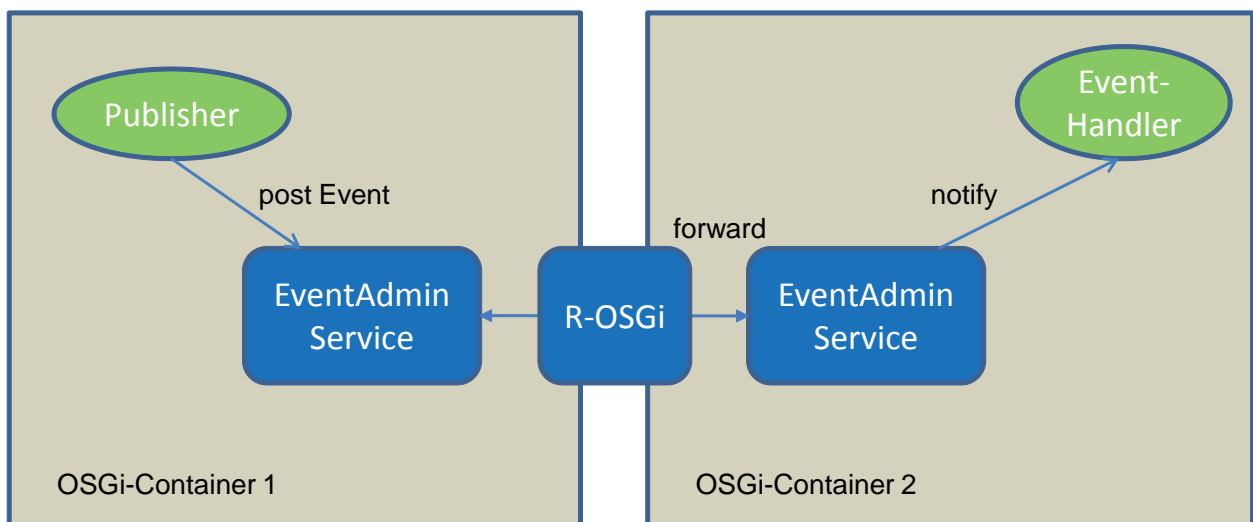 Publisher
post Event
EventAdmin
Service
OSGi-Container 1
R-OSGi
forward
EventAdmin
Service
notify
Event-
Handler
OSGi-Container 2